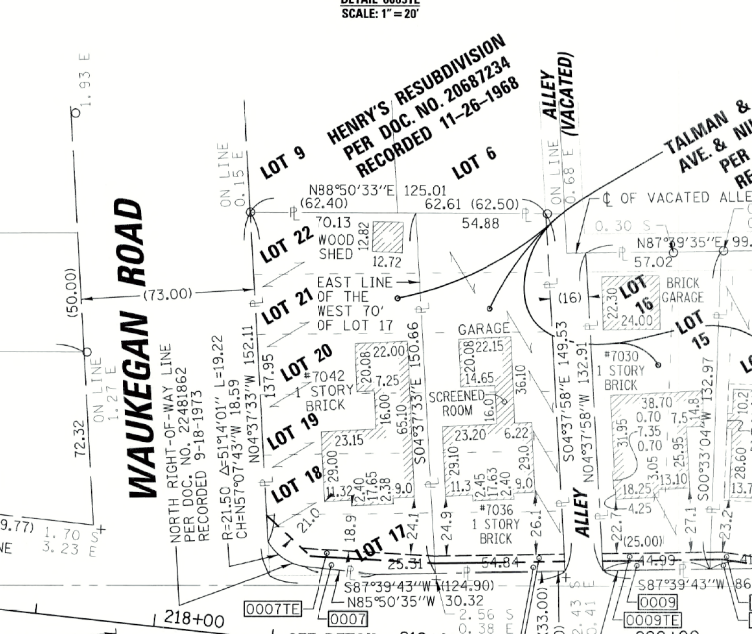 SCALE: 1" = 20'
1.93 E
ON LINE
0.15 E
LOT 9
HENRY'S RESUBDIVISION
PER DOC. NO. 20687234
RECORDED 11-26-1968
LOT 6
ALLEY
(VACATED)
ON LINE
0.68 E
TALMAN &
AVE. &
N88°50'33"E 125.01
(62.40)
62.61 (62.50)
℄ OF VACATED ALLE
0.30 S
N87°39'35"E 99.
57.02
70.13
54.88
LOT 22
WOOD
SHED
12.82
12.72
WAUKEGAN ROAD
(50.00)
(73.00)
LOT 21
EAST LINE
OF THE
WEST 70'
OF LOT 17
(16)
22.30
LOT
16
24.00
BRICK
GARAGE
LOT
15
ON LINE
1.27 E
72.32
NORTH RIGHT-OF-WAY LINE
PER DOC. NO. 22481862
RECORDED 9-18-1973
R=21.50 Δ=51°14'01" L=19.22
CH=N57°07'43"W 18.59
N04°37'33"W 152.11
137.95
LOT 20
#7042
1 STORY
BRICK
20.08
22.00
7.25
16.00
65.10
S04°37'33"E 150.66
GARAGE
20.08
22.15
14.65
SCREENED
ROOM
16.10
36.10
S04°37'58"E 149.53
N04°37'58"W 132.91
#7030
1 STORY
BRICK
38.70
0.70
7.35
0.70
7.5
14.8
31.95
25.95
3.05
13.10
18.25
4.25
S00°33'04"W 132.97
10.2
28.60
13.7
LOT 19
23.15
29.00
11.32
2.40
17.65
2.38
9.0
23.20
6.22
29.10
11.3
2.45
17.63
2.40
29.0
9.0
LOT 18
21.0
18.9
LOT 17
24.1
24.9
#7036
1 STORY
BRICK
26.1
ALLEY
22.
27.1
23.2
(25.00)
25.31
54.84
44.99
9.77)
1.70 S
3.23 E
S87°39'43"W (124.90)
N85°50'35"W 30.32
S87°39'43"W 86
2.56 S
0.38 E
(33.00)
0007TE
0007
0009
0009TE
218+00